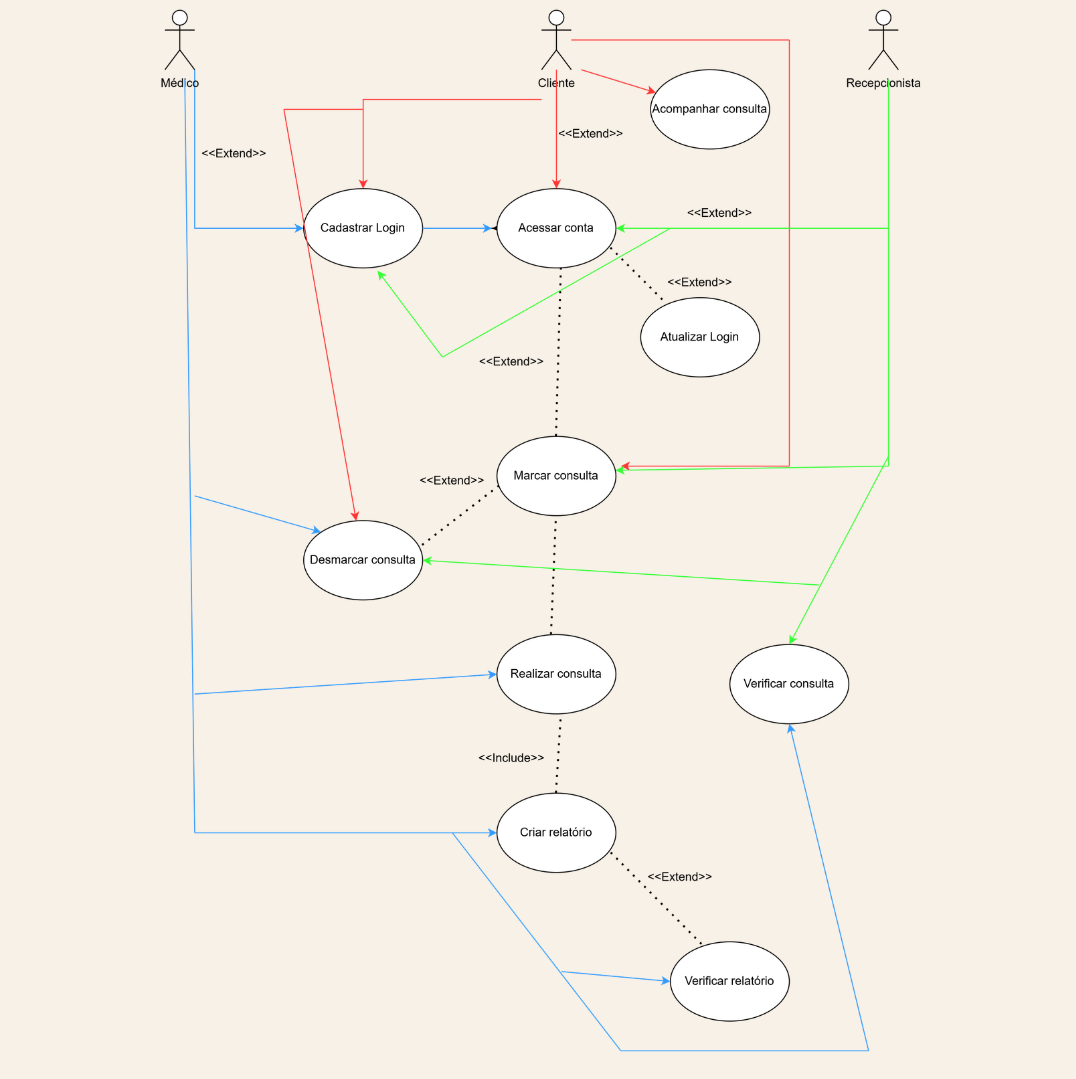 Médico
Cliente
Recepcionista
Acompanhar consulta
<<Extend>>
<<Extend>>
<<Extend>>
Cadastrar Login
Acessar conta
<<Extend>>
Atualizar Login
<<Extend>>
Marcar consulta
<<Extend>>
Desmarcar consulta
Realizar consulta
Verificar consulta
<<Include>>
Criar relatório
<<Extend>>
Verificar relatório